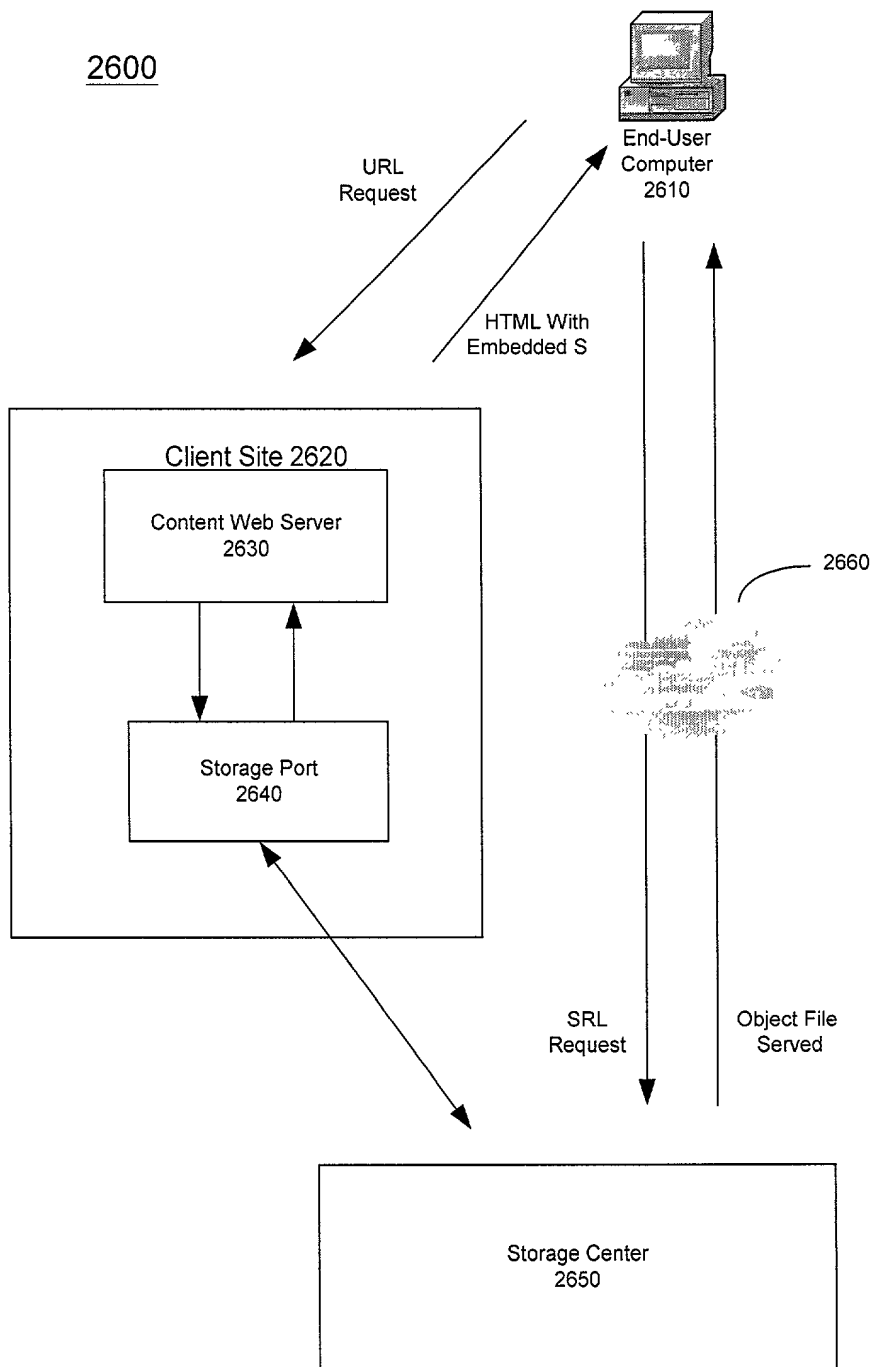 2600
End-User
Computer
2610
URL
Request
HTML With
Embedded S
Client Site 2620
Content Web Server
2630
2660
Storage Port
2640
SRL
Request
Object File
Served
Storage Center
2650